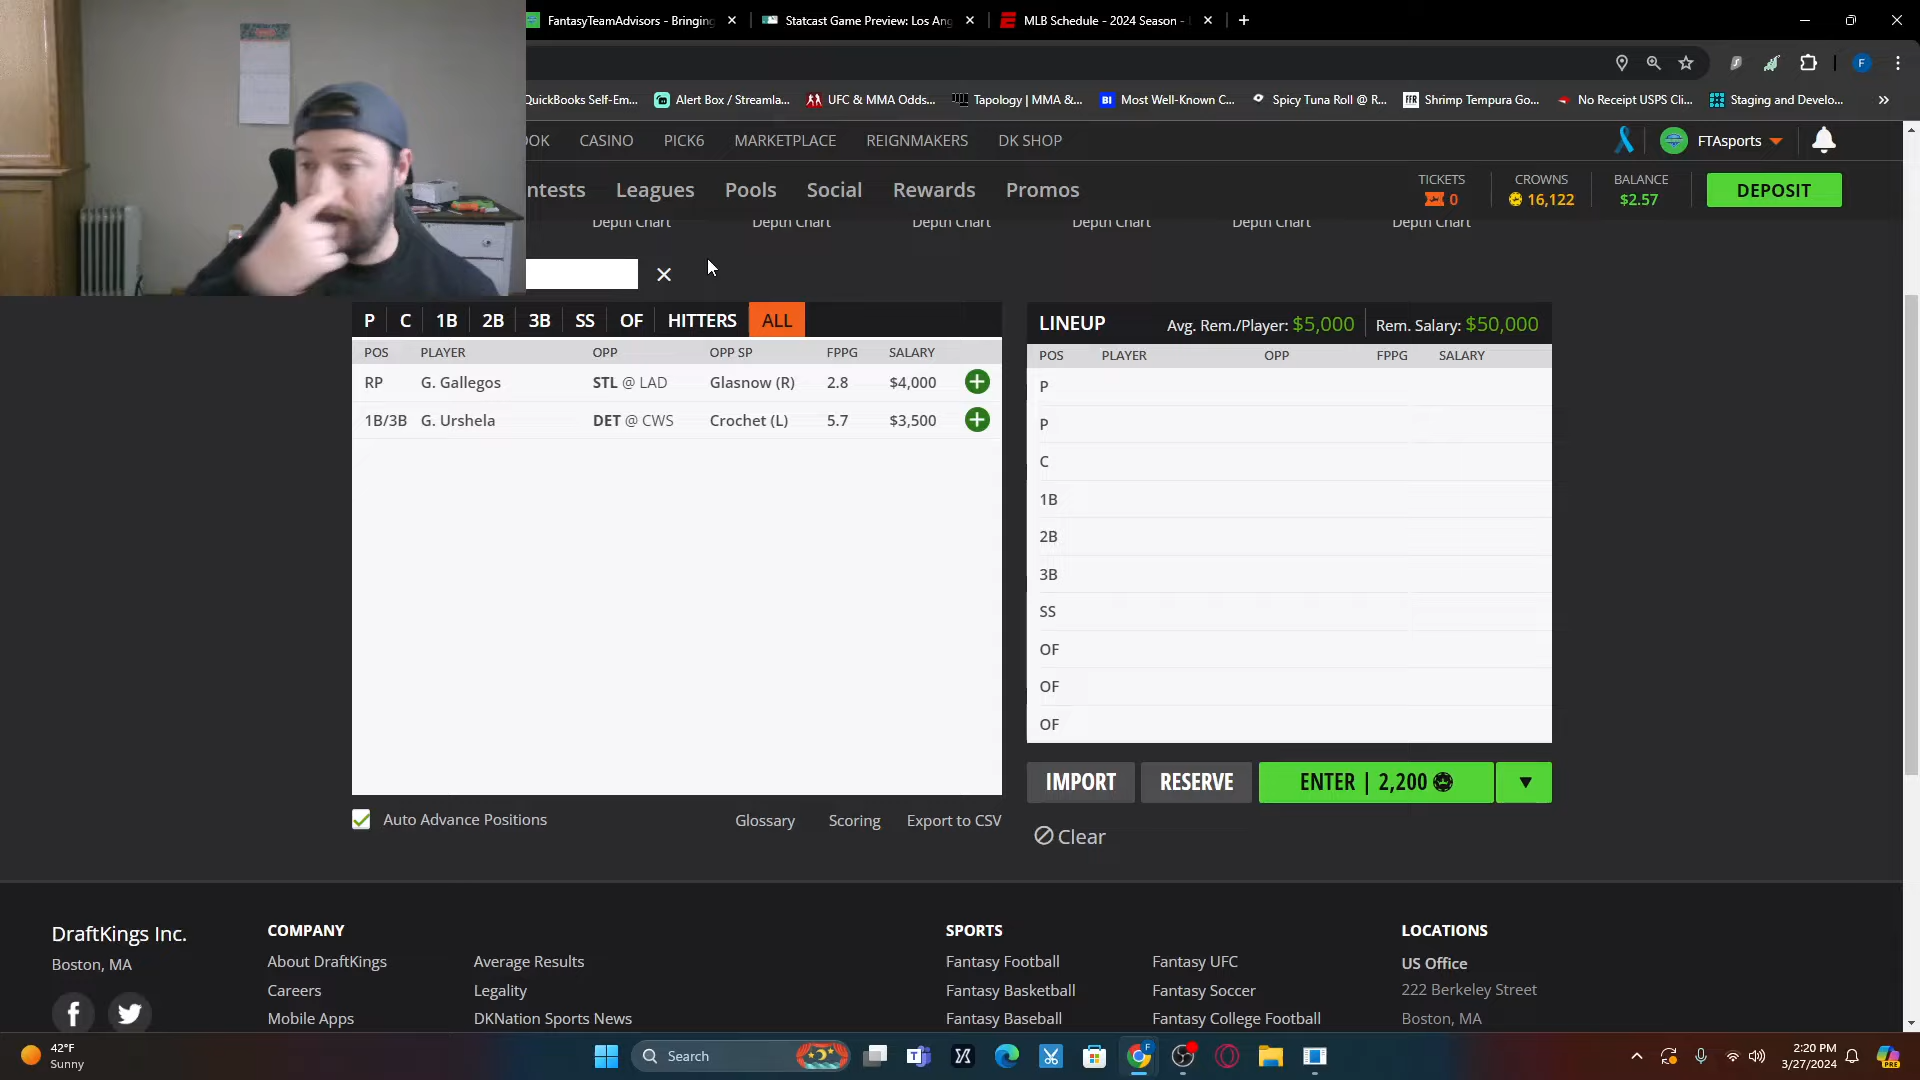 FantasyTeamAdvisors - Bringing
Statcast Game Preview: Los Ang
MLB Schedule - 2024 Season -
F
QuickBooks Self-Em...
Alert Box / Streamla...
UFC & MMA Odds...
Tapology | MMA &...
BI Most Well-Known C...
Spicy Tuna Roll @ R...
FFR Shrimp Tempura Go...
No Receipt USPS Cli...
Staging and Develo...
OOK
CASINO
PICK6
MARKETPLACE
REIGNMAKERS
DK SHOP
FTAsports
ntests
Leagues
Pools
Social
Rewards
Promos
TICKETS
0
CROWNS
16,122
BALANCE
$2.57
DEPOSIT
Depth Chart Depth Chart Depth Chart Depth Chart Depth Chart Depth Chart
P C 1B 2B 3B SS OF HITTERS ALL
POS PLAYER OPP OPP SP FPPG SALARY
RP G. Gallegos STL @ LAD Glasnow (R) 2.8 $4,000
1B/3B G. Urshela DET @ CWS Crochet (L) 5.7 $3,500
Auto Advance Positions
Glossary
Scoring
Export to CSV
LINEUP Avg. Rem./Player: $5,000 Rem. Salary: $50,000
POS PLAYER OPP FPPG SALARY
P
P
C
1B
2B
3B
SS
OF
OF
OF
IMPORT
RESERVE
ENTER | 2,200
Clear
DraftKings Inc.
Boston, MA
COMPANY
About DraftKings
Careers
Mobile Apps
Average Results
Legality
DKNation Sports News
SPORTS
Fantasy Football
Fantasy Basketball
Fantasy Baseball
Fantasy UFC
Fantasy Soccer
Fantasy College Football
LOCATIONS
US Office
222 Berkeley Street
Boston, MA
42°F
Sunny
Search
2:20 PM
3/27/2024